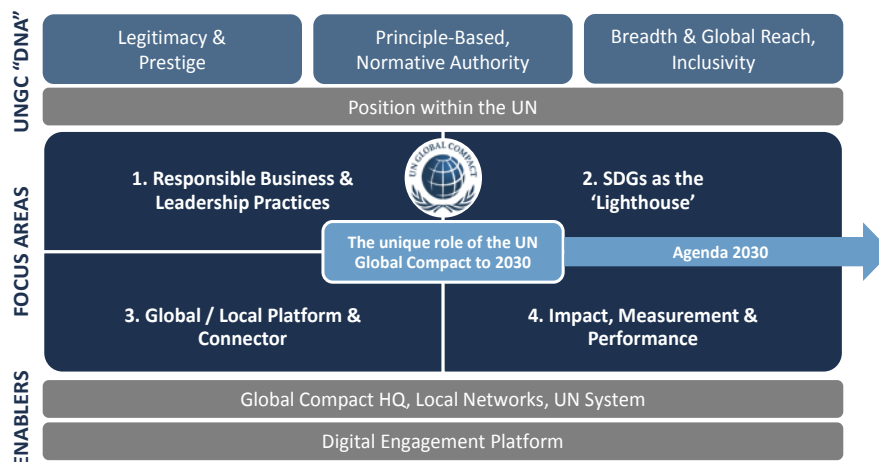 UNGC "DNA"
Legitimacy &
Prestige
Principle-Based,
Normative Authority
Breadth & Global Reach,
Inclusivity
Position within the UN
FOCUS AREAS
1. Responsible Business &
Leadership Practices
UN GLOBAL COMPACT
2. SDGs as the
‘Lighthouse’
The unique role of the UN
Global Compact to 2030
Agenda 2030
3. Global / Local Platform &
Connector
4. Impact, Measurement &
Performance
ENABLERS
Global Compact HQ, Local Networks, UN System
Digital Engagement Platform